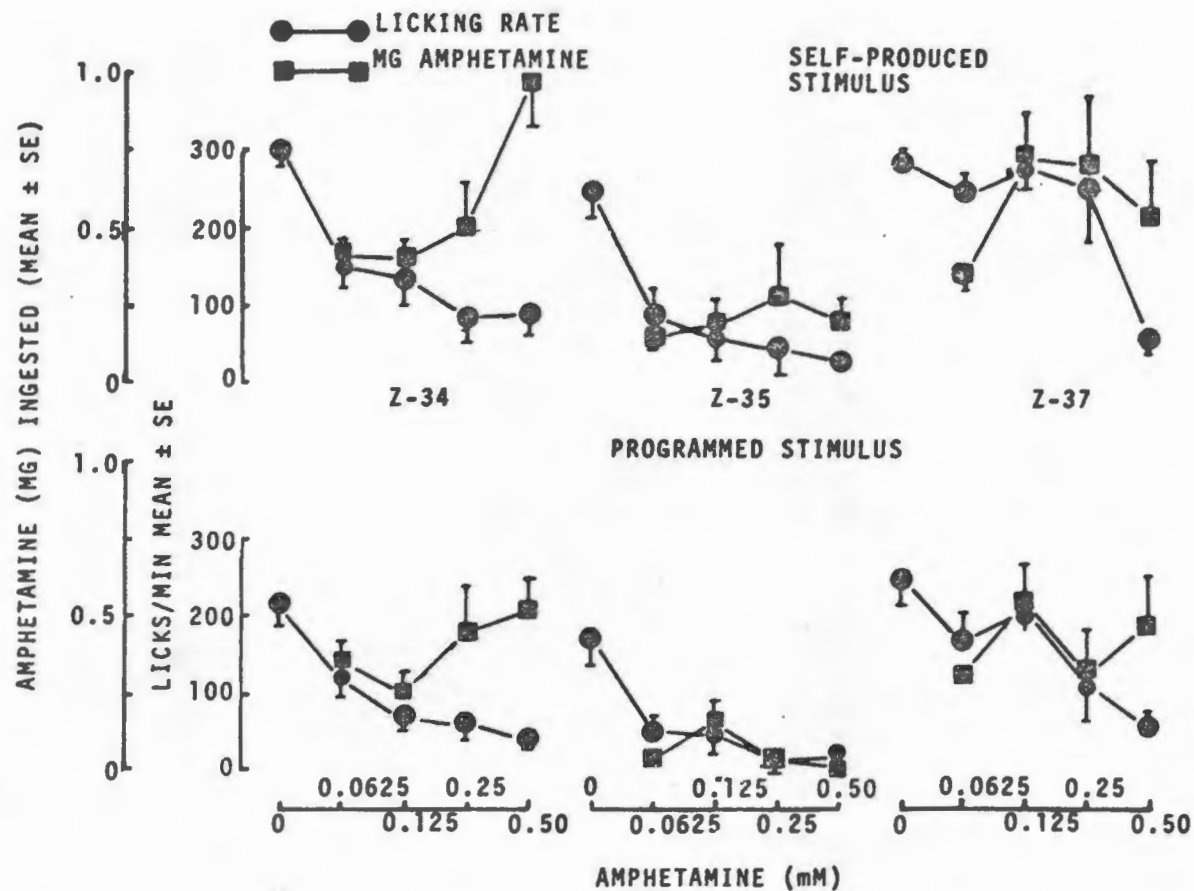 LICKING RATE
MG AMPHETAMINE
SELF-PRODUCED
STIMULUS
AMPHETAMINE (MG) INGESTED (MEAN ± SE)
1.0
0.5
0
LICKS/MIN MEAN ± SE
300
200
100
0
Z-34
Z-35
Z-37
PROGRAMMED STIMULUS
1.0
0.5
0
300
200
100
0
0.0625
0.25
0
0.125
0.50
0
0.125
0.50
0.0625
0.25
0.0625
0.25
0
0.125
0.50
AMPHETAMINE (mM)